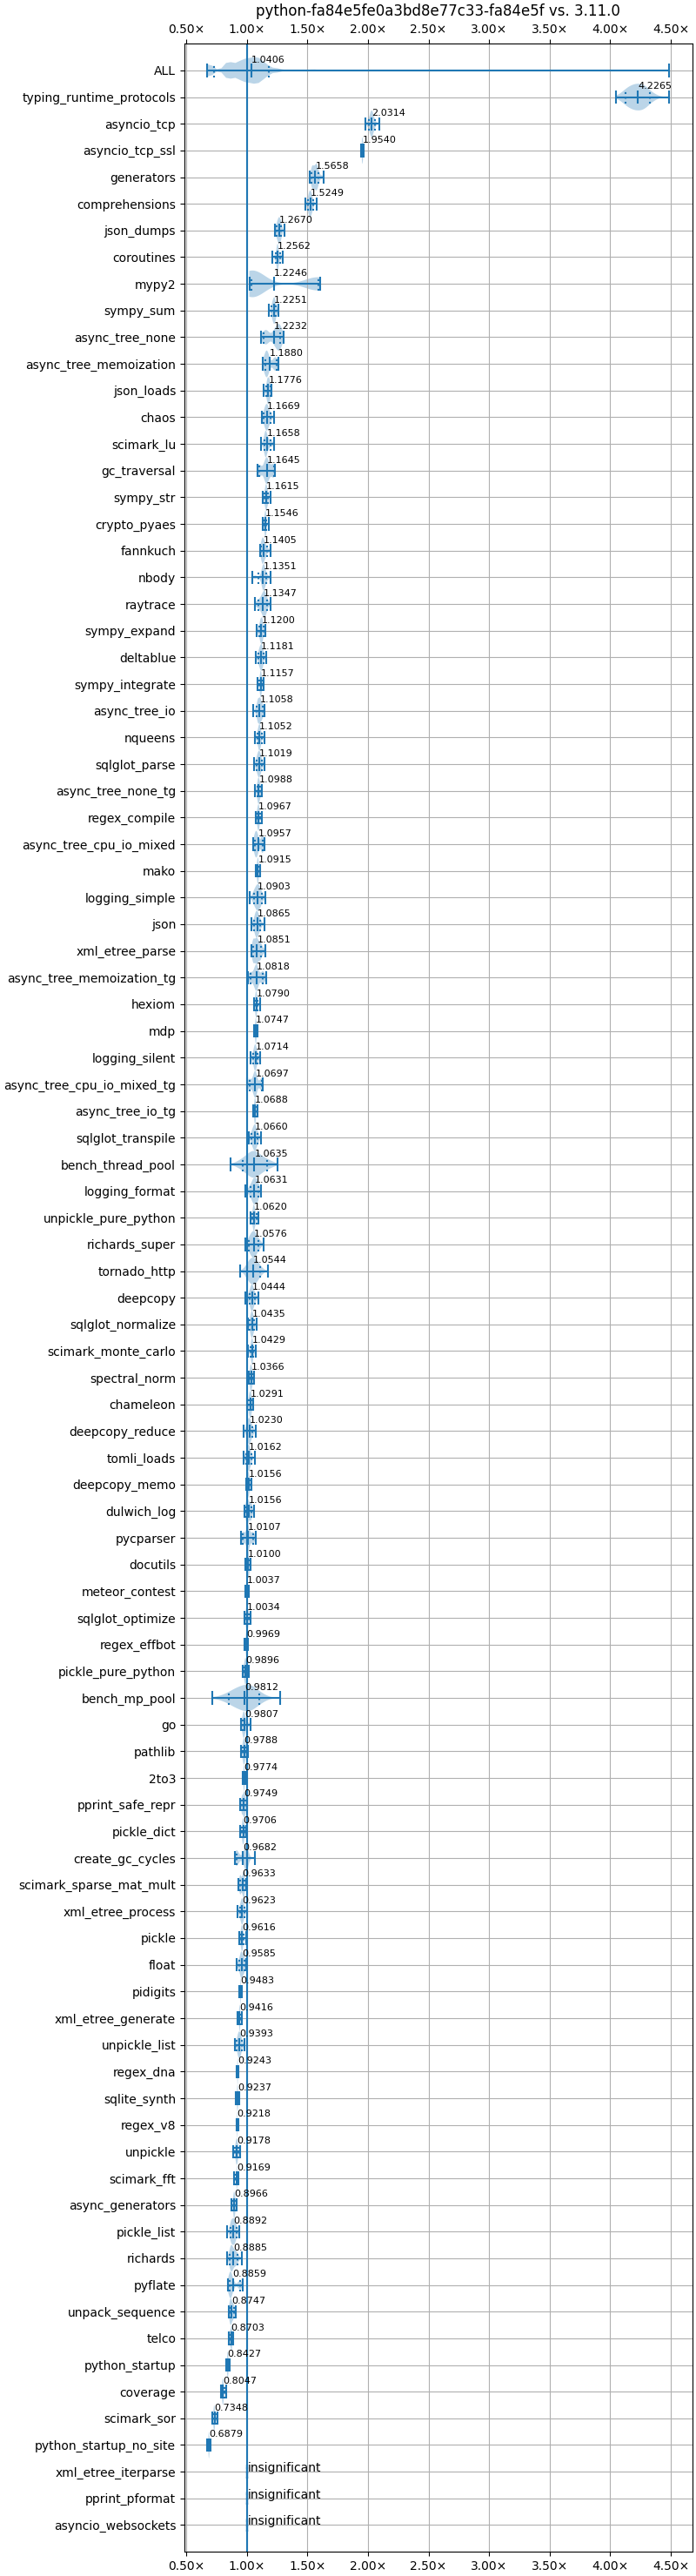 python-fa84e5fe0a3bd8e77c33-fa84e5f vs. 3.11.0
0.50× 1.00× 1.50× 2.00× 2.50× 3.00× 3.50× 4.00× 4.50×
ALL 1.0406
typing_runtime_protocols 4.2265
asyncio_tcp 2.0314
asyncio_tcp_ssl 1.9540
generators 1.5658
comprehensions 1.5249
json_dumps 1.2670
coroutines 1.2562
mypy2 1.2246
sympy_sum 1.2251
async_tree_none 1.2232
async_tree_memoization 1.1880
json_loads 1.1776
chaos 1.1669
scimark_lu 1.1658
gc_traversal 1.1645
sympy_str 1.1615
crypto_pyaes 1.1546
fannkuch 1.1405
nbody 1.1351
raytrace 1.1347
sympy_expand 1.1200
deltablue 1.1181
sympy_integrate 1.1157
async_tree_io 1.1058
nqueens 1.1052
sqlglot_parse 1.1019
async_tree_none_tg 1.0988
regex_compile 1.0967
async_tree_cpu_io_mixed 1.0957
mako 1.0915
logging_simple 1.0903
json 1.0865
xml_etree_parse 1.0851
async_tree_memoization_tg 1.0818
hexiom 1.0790
mdp 1.0747
logging_silent 1.0714
async_tree_cpu_io_mixed_tg 1.0697
async_tree_io_tg 1.0688
sqlglot_transpile 1.0660
bench_thread_pool 1.0635
logging_format 1.0631
unpickle_pure_python 1.0620
richards_super 1.0576
tornado_http 1.0544
deepcopy 1.0444
sqlglot_normalize 1.0435
scimark_monte_carlo 1.0429
spectral_norm 1.0366
chameleon 1.0291
deepcopy_reduce 1.0230
tomli_loads 1.0162
deepcopy_memo 1.0156
dulwich_log 1.0156
pycparser 1.0107
docutils 1.0100
meteor_contest 1.0037
sqlglot_optimize 1.0034
regex_effbot 0.9969
pickle_pure_python 0.9896
bench_mp_pool 0.9812
go 0.9807
pathlib 0.9788
2to3 0.9774
pprint_safe_repr 0.9749
pickle_dict 0.9706
create_gc_cycles 0.9682
scimark_sparse_mat_mult 0.9633
xml_etree_process 0.9623
pickle 0.9616
float 0.9585
pidigits 0.9483
xml_etree_generate 0.9416
unpickle_list 0.9393
regex_dna 0.9243
sqlite_synth 0.9237
regex_v8 0.9218
unpickle 0.9178
scimark_fft 0.9169
async_generators 0.8966
pickle_list 0.8892
richards 0.8885
pyflate 0.8859
unpack_sequence 0.8747
telco 0.8703
python_startup 0.8427
coverage 0.8047
scimark_sor 0.7348
python_startup_no_site 0.6879
xml_etree_iterparse insignificant
pprint_pformat insignificant
asyncio_websockets insignificant
0.50× 1.00× 1.50× 2.00× 2.50× 3.00× 3.50× 4.00× 4.50×